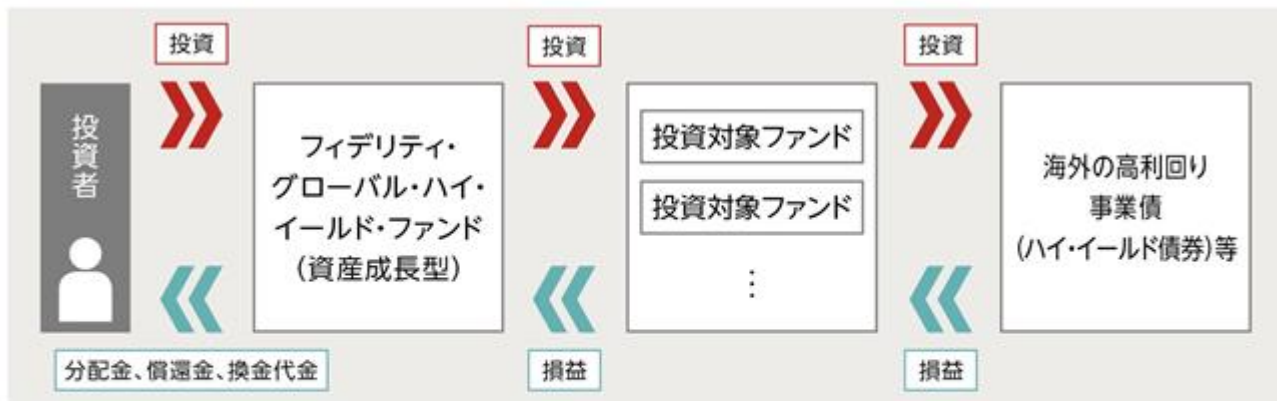 投資
投資
投資
投資者
フィデリティ・
グローバル・ハイ・
イールド・ファンド
(資産成長型)
投資対象ファンド
投資対象ファンド
⋮
海外の高利回り
事業債
(ハイ・イールド債券)等
分配金、償還金、換金代金
損益
損益